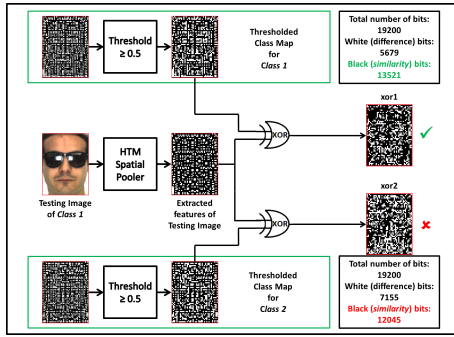 Threshold
≥ 0.5
Thresholded
Class Map
for
Class 1
Total number of bits:
19200
White (difference) bits:
5679
Black (similarity) bits:
13521
xor1
XOR
HTM
Spatial
Pooler
Testing Image
of Class 1
Extracted
features of
Testing Image
xor2
XOR
Threshold
≥ 0.5
Thresholded
Class Map
for
Class 2
Total number of bits:
19200
White (difference) bits:
7155
Black (similarity) bits:
12045